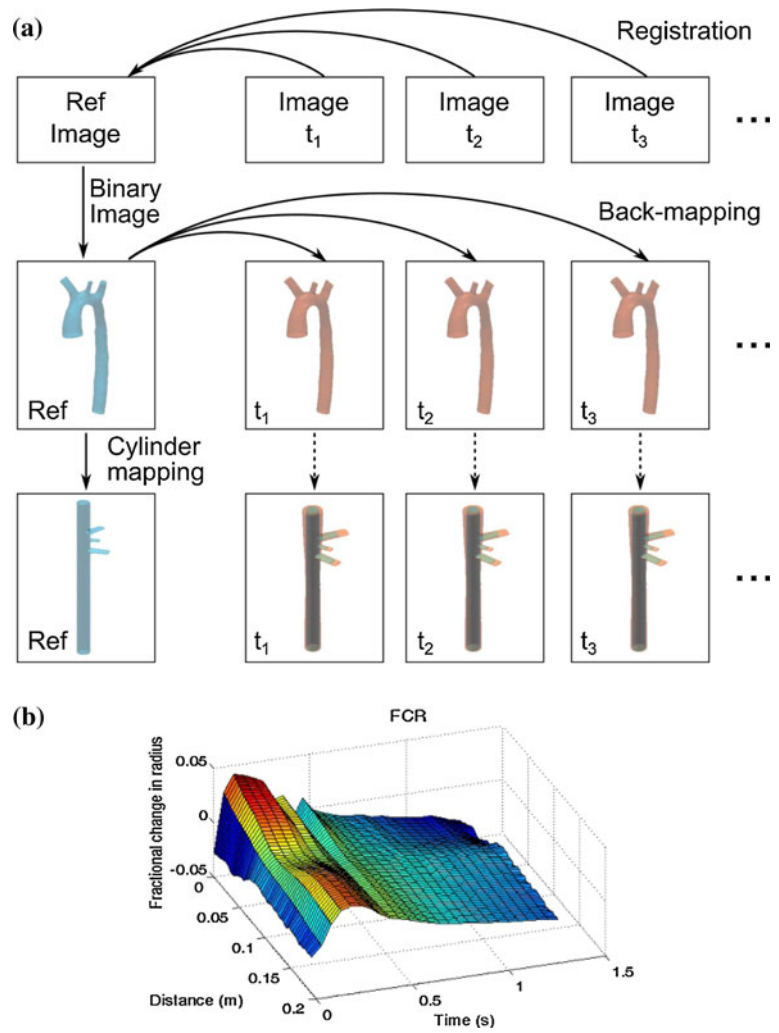 (a)
Registration
Ref
Image
Image
t₁
Image
t₂
Image
t₃
...
Binary
Image
Back-mapping
Ref
t₁
t₂
t₃
...
Cylinder
mapping
Ref
t₁
t₂
t₃
...
(b)
FCR
Fractional change in radius
0.05
0
-0.05
0
0.05
0.1
0.15
0.2
Distance (m)
0
0.5
1
1.5
Time (s)